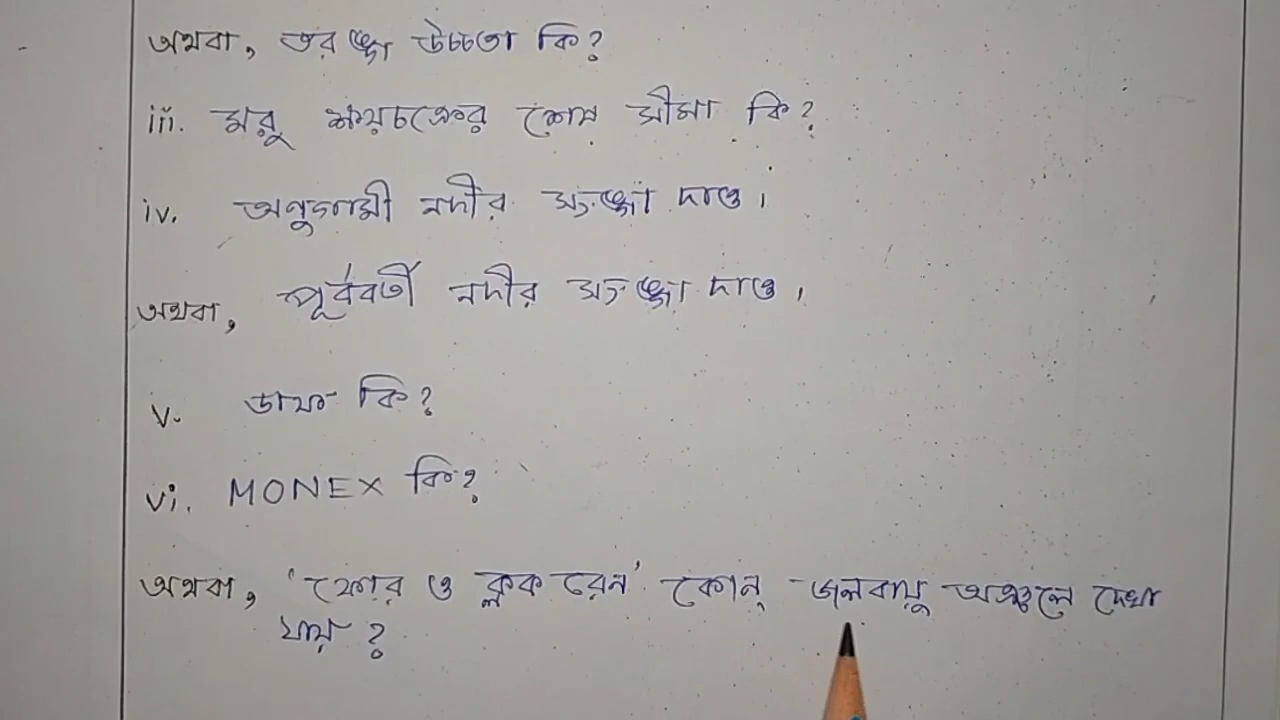 অথবা, তরঙ্গ উচ্চতা কি?
iii. মরু ক্ষয়চক্রের শেষ সীমা কি?
iv. অনুগামী নদীর সংজ্ঞা দাও।
অথবা, পূর্ববর্তী নদীর সংজ্ঞা দাও।
v. ডাফ কি?
vi. MONEX কি?
অথবা, 'ফোর ও ক্লক রেন' কোন্ জলবায়ু অঞ্চলে দেখা
যায়?